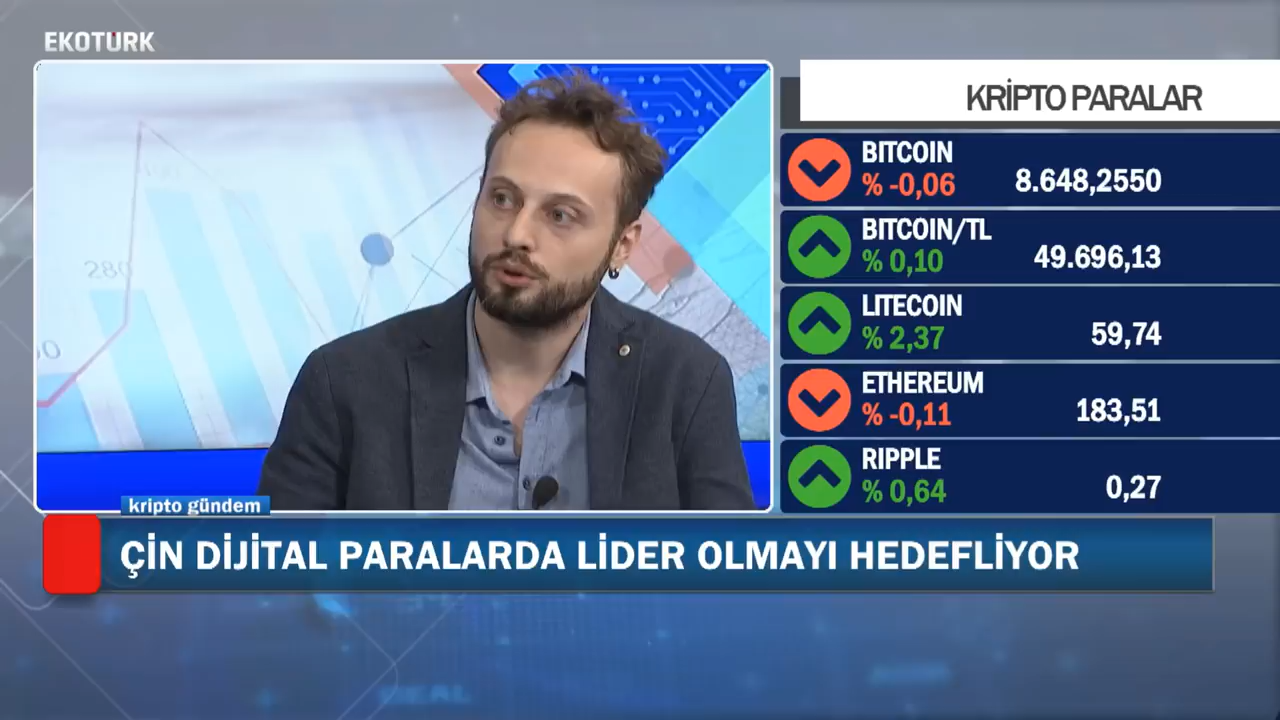 EKOTÜRK
KRİPTO PARALAR
BITCOIN
% -0,06 8.648,2550
BITCOIN/TL
% 0,10 49.696,13
LITECOIN
% 2,37 59,74
ETHEREUM
% -0,11 183,51
RIPPLE
% 0,64 0,27
280
kripto gündem
ÇİN DİJİTAL PARALARDA LİDER OLMAYI HEDEFLİYOR